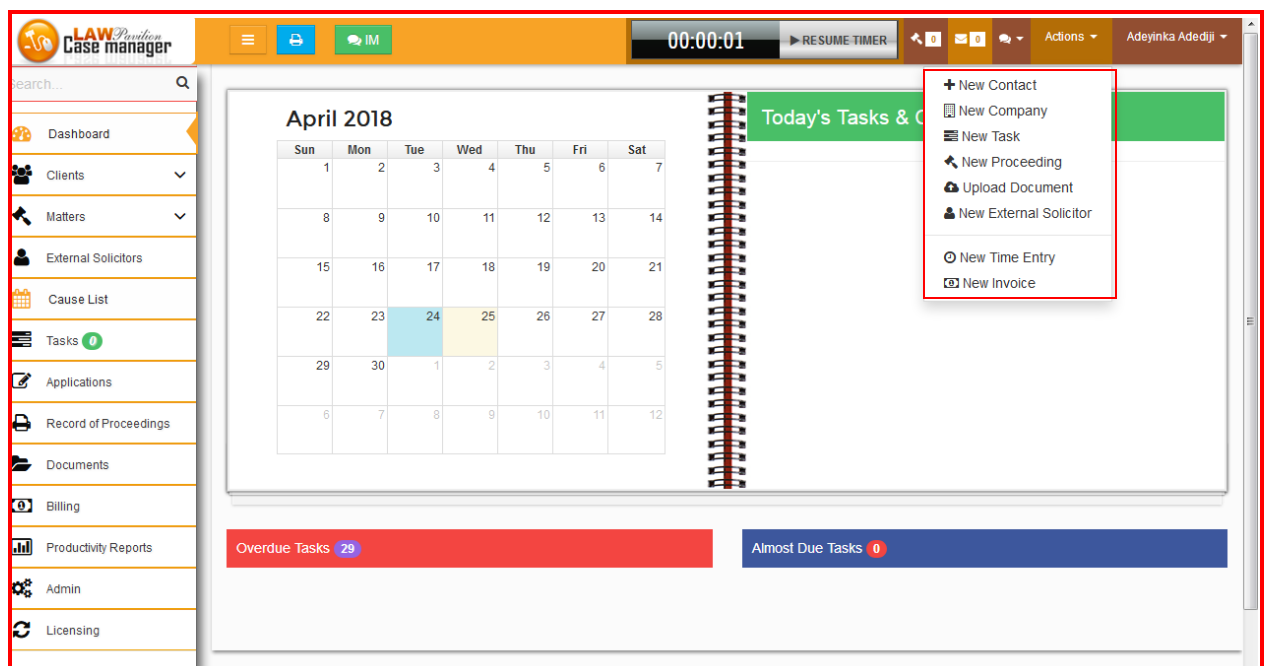 LAW Pavilion
Case manager
IM
00:00:01
RESUME TIMER
0
0
Actions
Adeyinka Adediji
Search...
Dashboard
Clients
Matters
External Solicitors
Cause List
Tasks 0
Applications
Record of Proceedings
Documents
Billing
Productivity Reports
Admin
Licensing
April 2018
Sun Mon Tue Wed Thu Fri Sat
1 2 3 4 5 6 7
8 9 10 11 12 13 14
15 16 17 18 19 20 21
22 23 24 25 26 27 28
29 30 1 2 3 4 5
6 7 8 9 10 11 12
Today's Tasks &
New Contact
New Company
New Task
New Proceeding
Upload Document
New External Solicitor
New Time Entry
New Invoice
Overdue Tasks 29
Almost Due Tasks 0